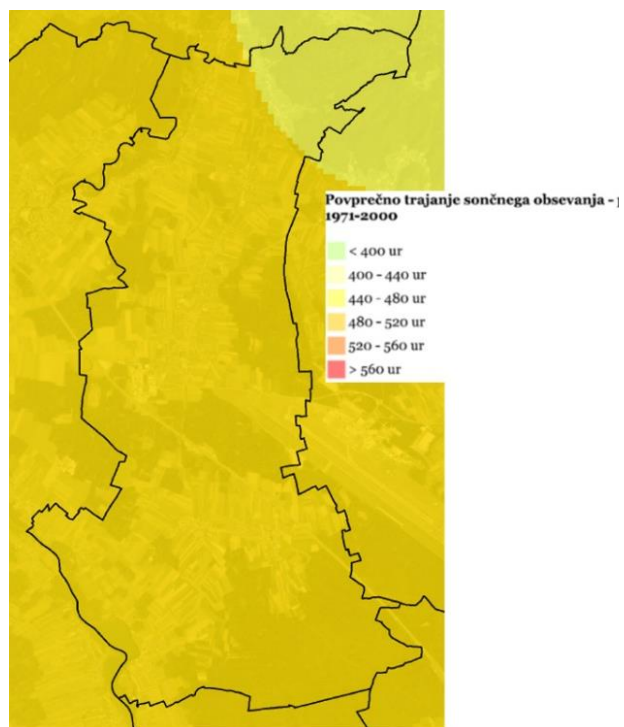 Povprečno trajanje sončnega obsevanja -
1971-2000
< 400 ur
400 - 440 ur
440 - 480 ur
480 - 520 ur
520 - 560 ur
> 560 ur